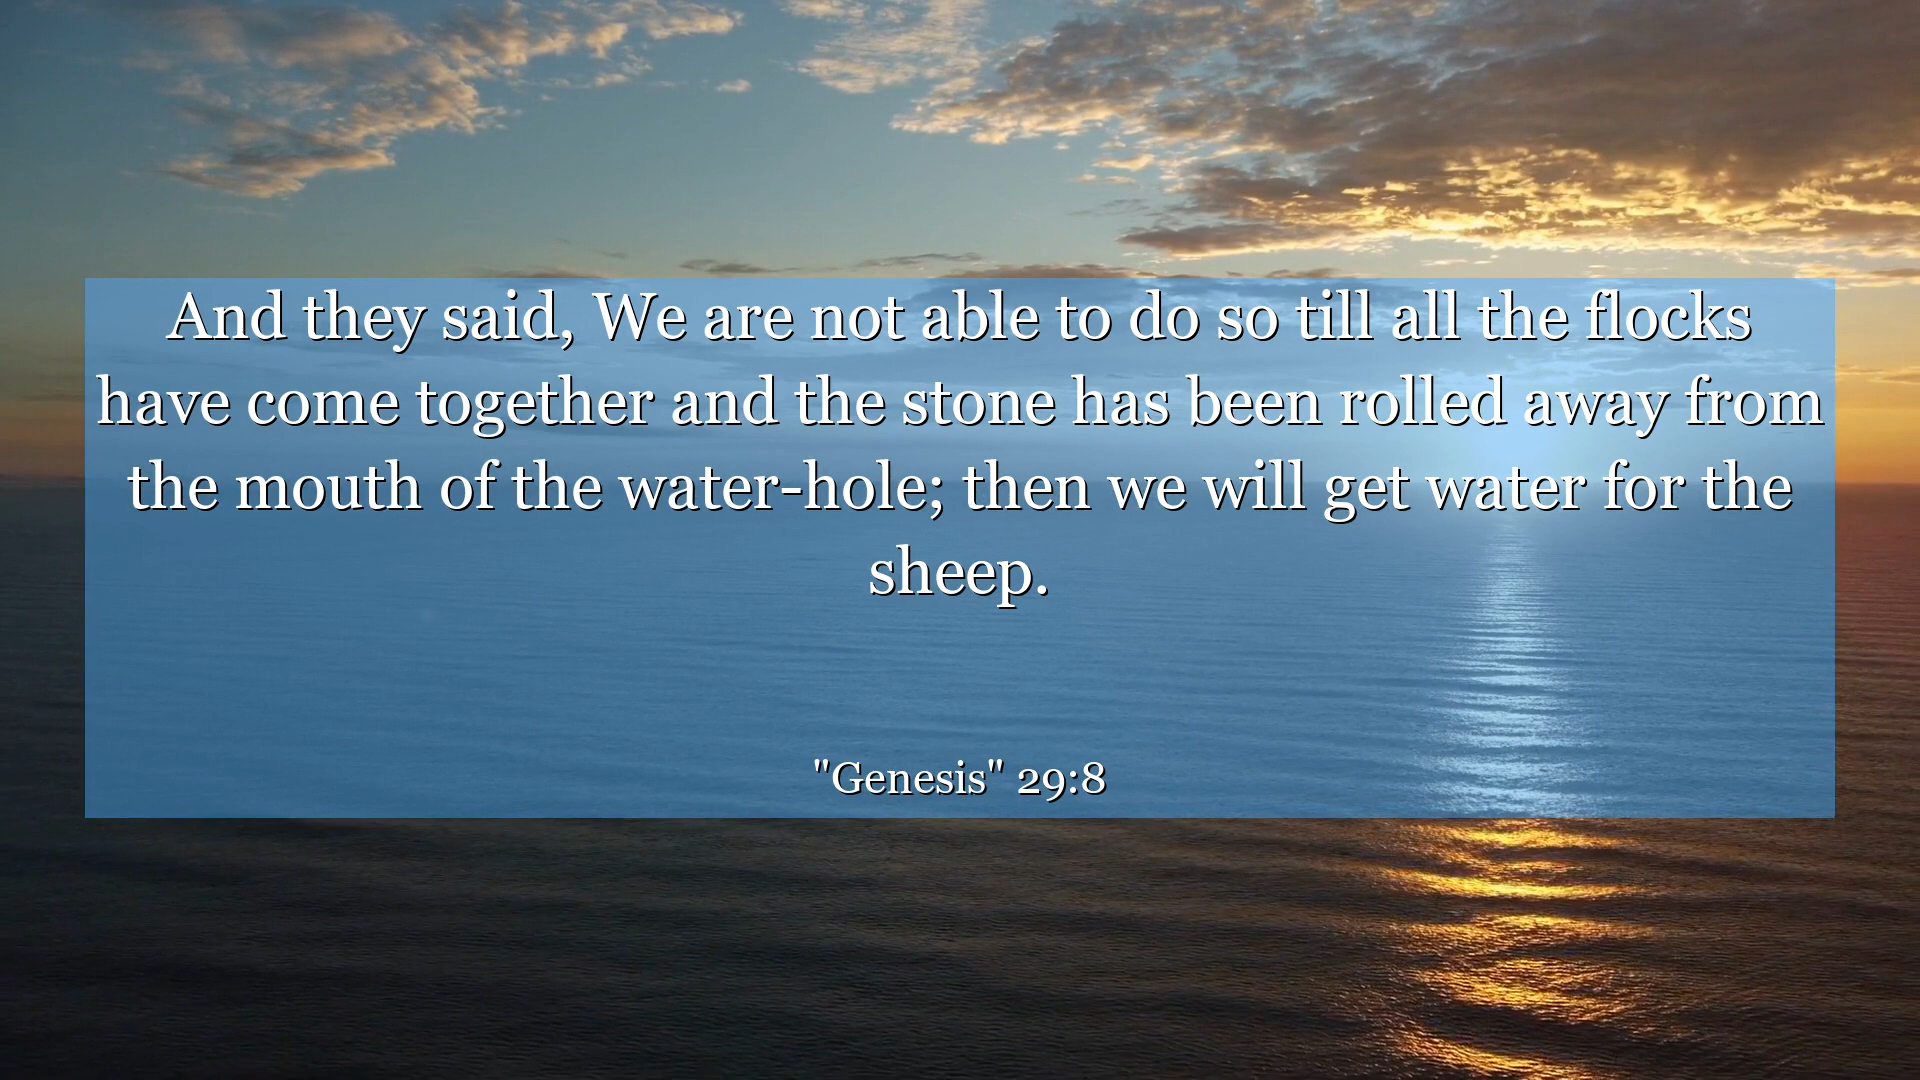 And they said, We are not able to do so till all the flocks
have come together and the stone has been rolled away from
the mouth of the water-hole; then we will get water for the
sheep.
"Genesis" 29:8